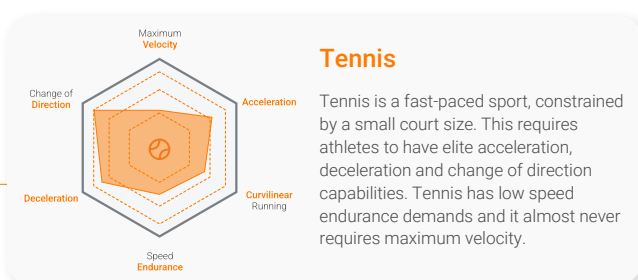 Maximum
Velocity
Change of
Direction
Acceleration
Deceleration
Curvilinear
Running
Speed
Endurance
Tennis
Tennis is a fast-paced sport, constrained
by a small court size. This requires
athletes to have elite acceleration,
deceleration and change of direction
capabilities. Tennis has low speed
endurance demands and it almost never
requires maximum velocity.